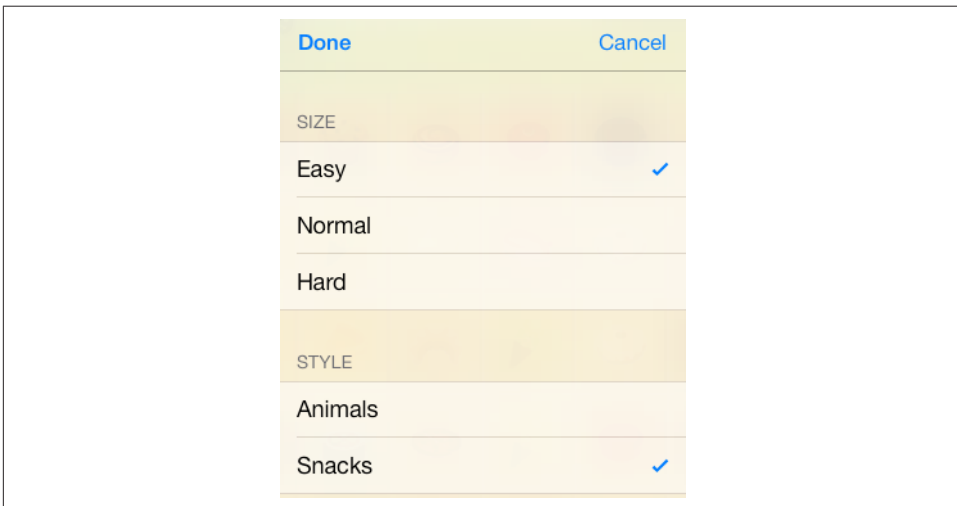 Done Cancel
SIZE
Easy
Normal
Hard
STYLE
Animals
Snacks